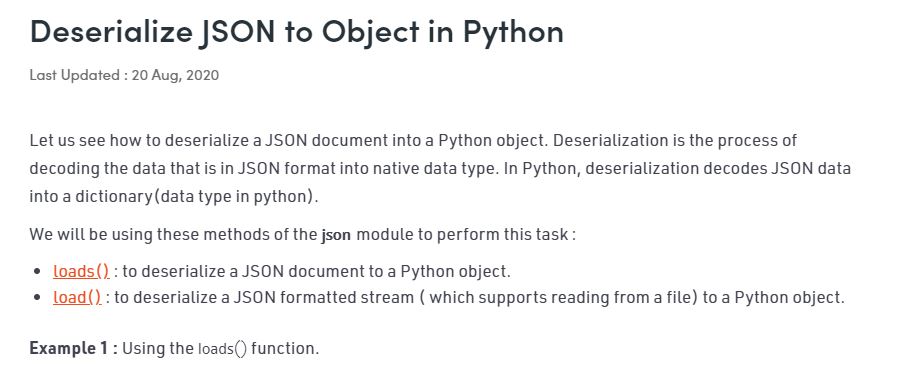 Deserialize JSON to Object in Python
Last Updated : 20 Aug, 2020
Let us see how to deserialize a JSON document into a Python object. Deserialization is the process of
decoding the data that is in JSON format into native data type. In Python, deserialization decodes JSON data
into a dictionary(data type in python).
We will be using these methods of the json module to perform this task :
• loads() : to deserialize a JSON document to a Python object.
• load() : to deserialize a JSON formatted stream ( which supports reading from a file) to a Python object.
Example 1 : Using the loads() function.